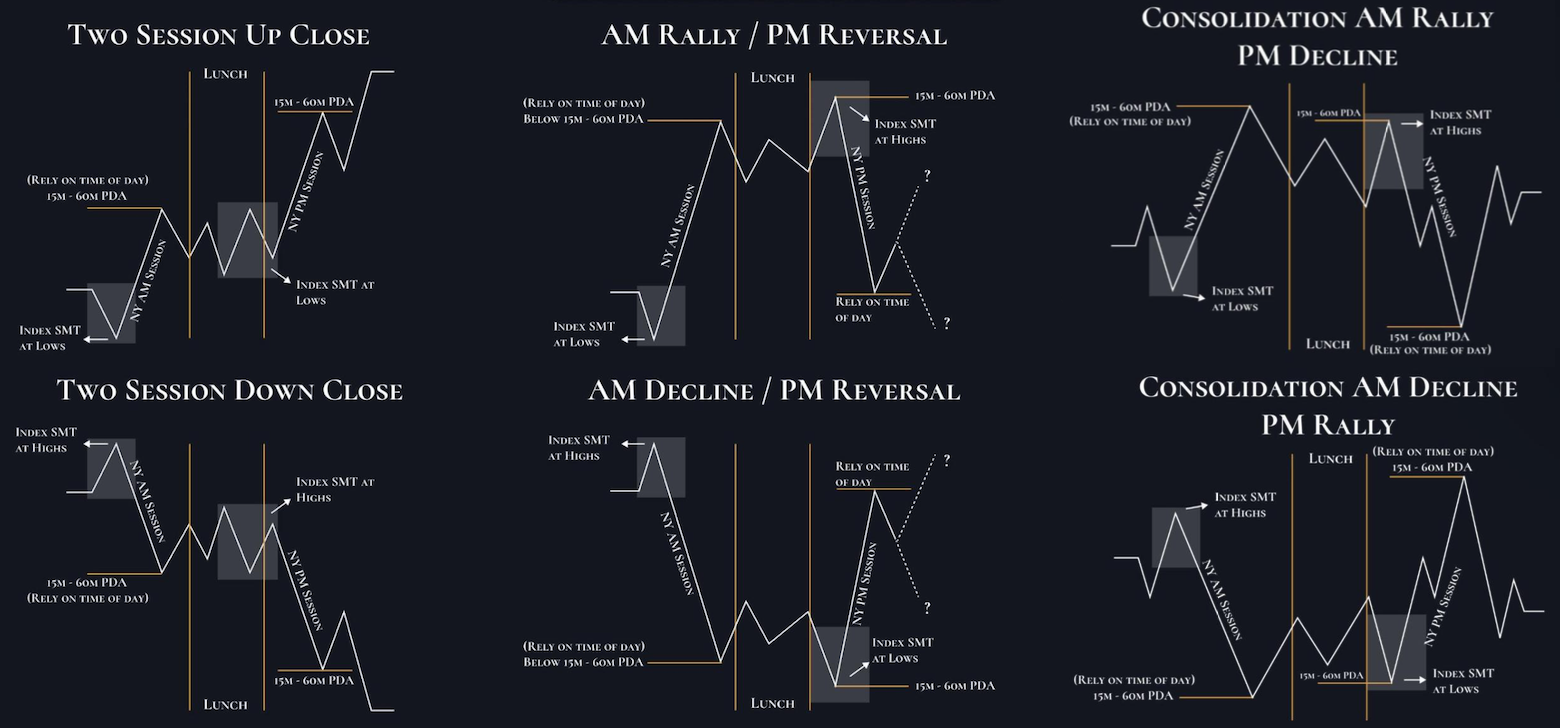 Two Session Up Close
Lunch
15m - 60m PDA
(Rely on time of day)
15m - 60m PDA
NY AM Session
NY PM Session
Index SMT at
Lows
Index SMT
at Lows
AM Rally / PM Reversal
Lunch
(Rely on time of day)
Below 15m - 60m PDA
15m - 60m PDA
Index SMT
at Highs
NY AM Session
NY PM Session
?
Rely on time
of day
?
Index SMT
at Lows
Consolidation AM Rally
PM Decline
15m - 60m PDA
(Rely on time of day)
15m - 60m PDA
Index SMT
at Highs
NY AM Session
NY PM Session
Index SMT
at Lows
Lunch
15m - 60m PDA
(Rely on time of day)
Two Session Down Close
Index SMT
at Highs
NY AM Session
Index SMT at
Highs
15m - 60m PDA
(Rely on time of day)
NY PM Session
15m - 60m PDA
Lunch
AM Decline / PM Reversal
Index SMT
at Highs
Rely on time
of day
?
NY AM Session
NY PM Session
?
(Rely on time of day)
Below 15m - 60m PDA
Index SMT
at Lows
15m - 60m PDA
Lunch
Consolidation AM Decline
PM Rally
Lunch
(Rely on time of day)
15m - 60m PDA
Index SMT
at Highs
NY AM Session
NY PM Session
(Rely on time of day)
15m - 60m PDA
15m - 60m PDA
Index SMT
at Lows